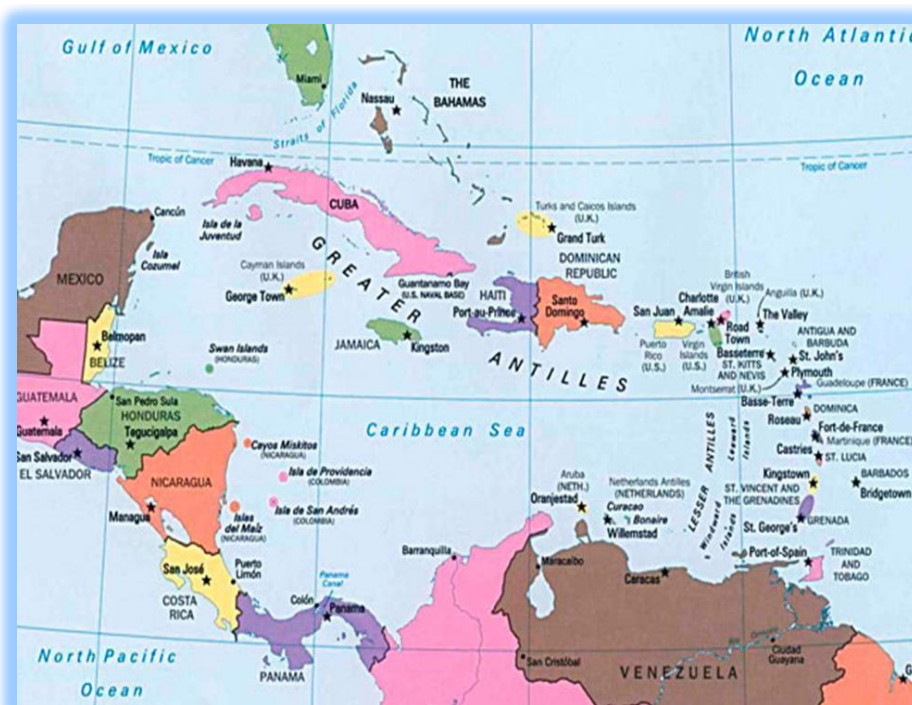 Gulf of Mexico
North Atlantic
Ocean
Miami
Straits of Florida
Nassau
THE
BAHAMAS
Tropic of Cancer
Havana
Tropic of Cancer
CUBA
Isla de la
Juventud
Cancún
Isla
Cozumel
MEXICO
Turks and Caicos Islands
(U.K.)
Grand Turk
Cayman Islands
(U.K.)
George Town
GREATER
ANTILLES
Guantanamo Bay
(U.S. NAVAL BASE)
HAITI
Port-au-Prince
DOMINICAN
REPUBLIC
Santo
Domingo
JAMAICA
Kingston
San Juan
Puerto
Rico
(U.S.)
Charlotte
Amalie
Virgin
Islands
(U.S.)
British
Virgin Islands
(U.K.)
Road
Town
Anguilla (U.K.)
The Valley
ANTIGUA AND
BARBUDA
St. John's
Basseterre
ST. KITTS
AND NEVIS
Plymouth
Montserrat (U.K.)
Guadeloupe (FRANCE)
Basse-Terre
DOMINICA
Roseau
Fort-de-France
Martinique (FRANCE)
Castries
ST. LUCIA
Kingstown
ST. VINCENT AND
THE GRENADINES
BARBADOS
Bridgetown
St. George's
GRENADA
Port-of-Spain
TRINIDAD
AND
TOBAGO
LESSER ANTILLES
Leeward
Islands
Windward
Islands
Belmopan
BELIZE
Swan Islands
(HONDURAS)
GUATEMALA
Guatemala
San Pedro Sula
HONDURAS
Tegucigalpa
San Salvador
EL SALVADOR
Caribbean Sea
Cayos Miskitos
(NICARAGUA)
Isla de Providencia
(COLOMBIA)
NICARAGUA
Managua
Islas
del Maíz
(NICARAGUA)
Isla de San Andrés
(COLOMBIA)
Aruba
(NETH.)
Oranjestad
Netherlands Antilles
(NETHERLANDS)
Curacao
Bonaire
Willemstad
San José
Puerto
Limón
COSTA
RICA
Barranquilla
Maracaibo
Caracas
Panama
Canal
Colón
Panama
PANAMA
San Cristóbal
VENEZUELA
Ciudad
Guayana
North Pacific
Ocean
G